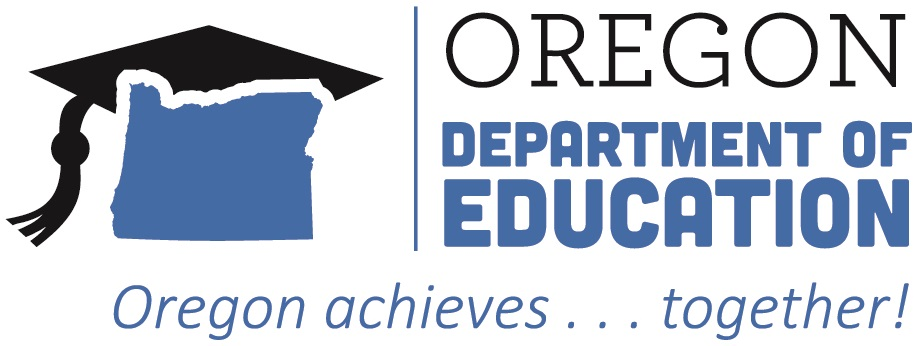 OREGON
DEPARTMENT OF
EDUCATION
Oregon achieves . . . together!